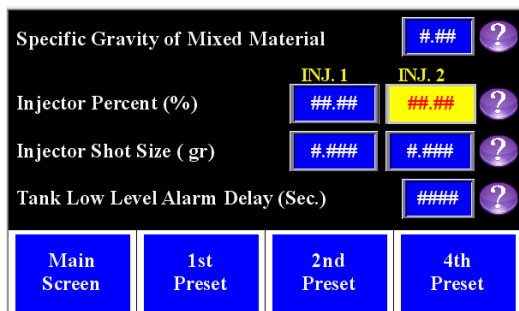 Specific Gravity of Mixed Material #.## ?
INJ. 1 INJ. 2
Injector Percent (%) ##.## ##.## ?
Injector Shot Size ( gr) #.### #.### ?
Tank Low Level Alarm Delay (Sec.) #### ?
Main 1st 2nd 4th
Screen Preset Preset Preset